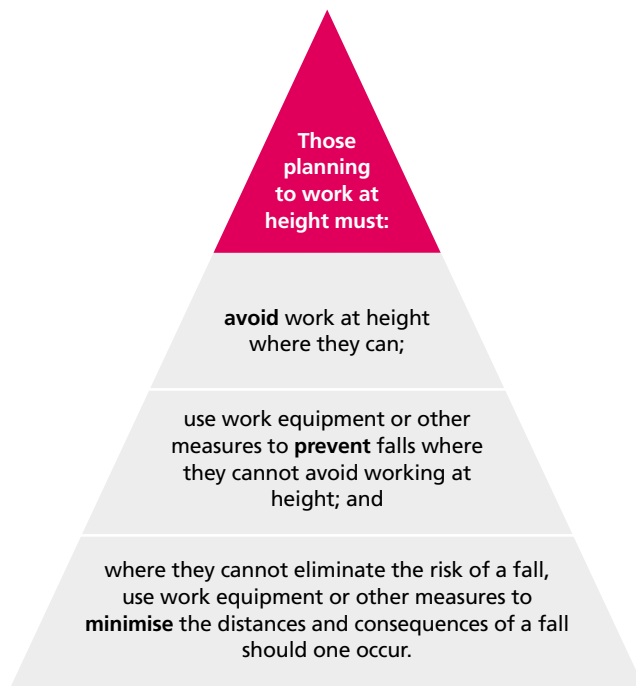 Those
planning
to work at
height must:
avoid work at height
where they can;
use work equipment or other
measures to prevent falls where
they cannot avoid working at
height; and
where they cannot eliminate the risk of a fall,
use work equipment or other measures to
minimise the distances and consequences of a fall
should one occur.